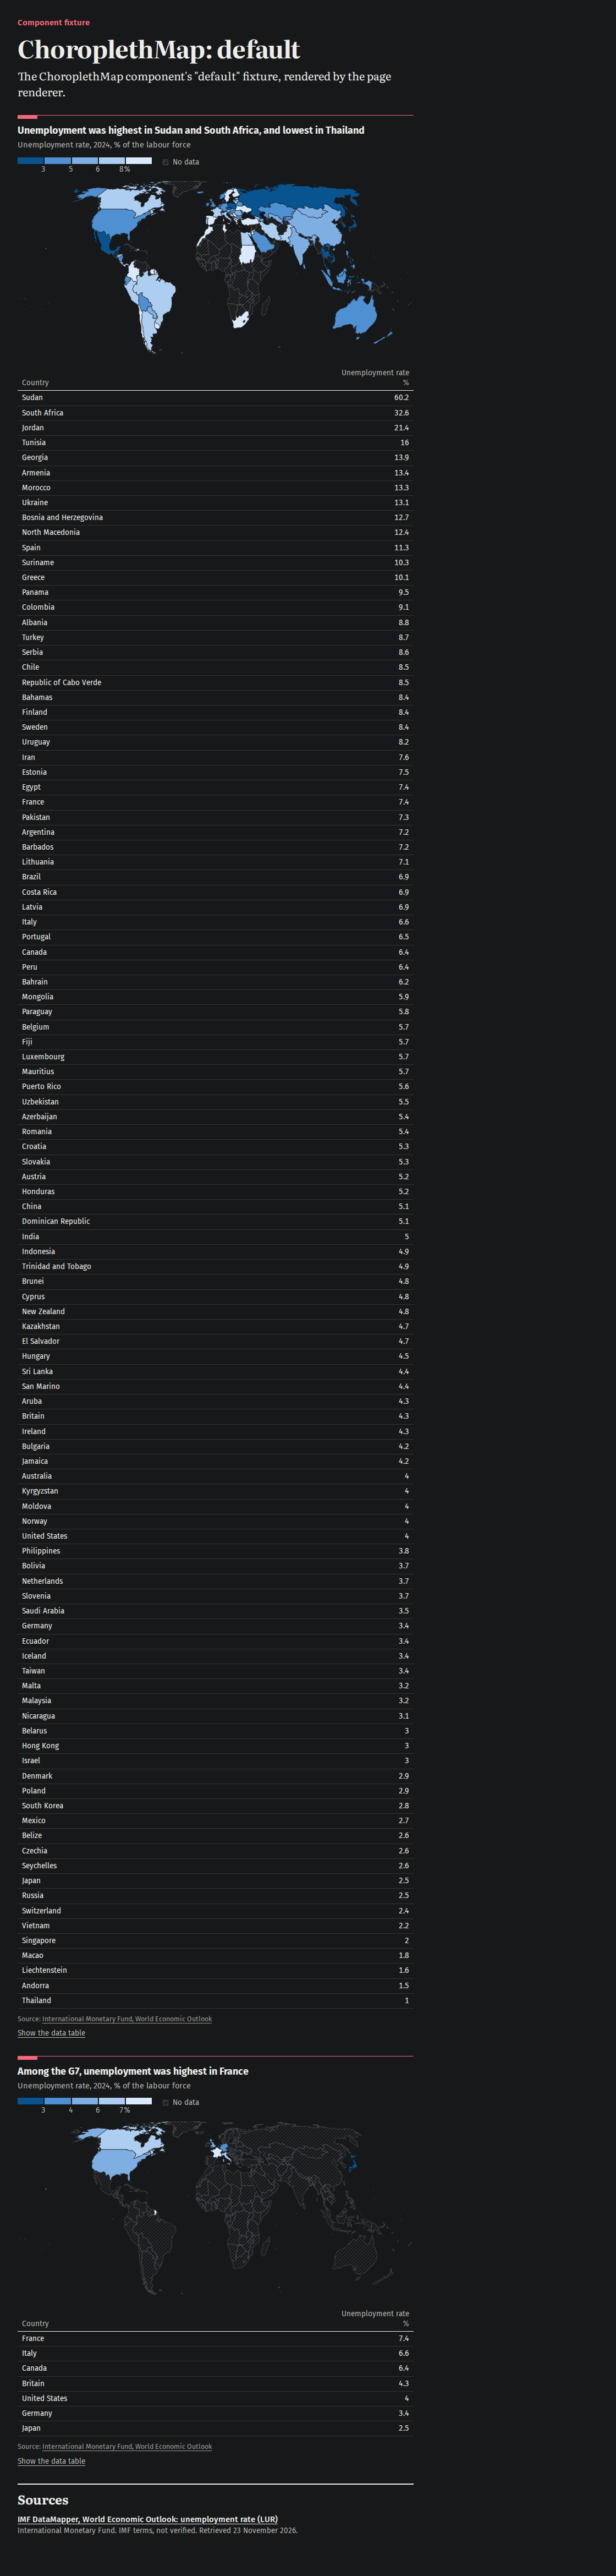 Component fixture
ChoroplethMap: default
The ChoroplethMap component's "default" fixture, rendered by the page
renderer.
Unemployment was highest in Sudan and South Africa, and lowest in Thailand
Unemployment rate, 2024, % of the labour force
No data
3 5 6 8%
Unemployment rate
Country %
Sudan 60.2
South Africa 32.6
Jordan 21.4
Tunisia 16
Georgia 13.9
Armenia 13.4
Morocco 13.3
Ukraine 13.1
Bosnia and Herzegovina 12.7
North Macedonia 12.4
Spain 11.3
Suriname 10.3
Greece 10.1
Panama 9.5
Colombia 9.1
Albania 8.8
Turkey 8.7
Serbia 8.6
Chile 8.5
Republic of Cabo Verde 8.5
Bahamas 8.4
Finland 8.4
Sweden 8.4
Uruguay 8.2
Iran 7.6
Estonia 7.5
Egypt 7.4
France 7.4
Pakistan 7.3
Argentina 7.2
Barbados 7.2
Lithuania 7.1
Brazil 6.9
Costa Rica 6.9
Latvia 6.9
Italy 6.6
Portugal 6.5
Canada 6.4
Peru 6.4
Bahrain 6.2
Mongolia 5.9
Paraguay 5.8
Belgium 5.7
Fiji 5.7
Luxembourg 5.7
Mauritius 5.7
Puerto Rico 5.6
Uzbekistan 5.5
Azerbaijan 5.4
Romania 5.4
Croatia 5.3
Slovakia 5.3
Austria 5.2
Honduras 5.2
China 5.1
Dominican Republic 5.1
India 5
Indonesia 4.9
Trinidad and Tobago 4.9
Brunei 4.8
Cyprus 4.8
New Zealand 4.8
Kazakhstan 4.7
El Salvador 4.7
Hungary 4.5
Sri Lanka 4.4
San Marino 4.4
Aruba 4.3
Britain 4.3
Ireland 4.3
Bulgaria 4.2
Jamaica 4.2
Australia 4
Kyrgyzstan 4
Moldova 4
Norway 4
United States 4
Philippines 3.8
Bolivia 3.7
Netherlands 3.7
Slovenia 3.7
Saudi Arabia 3.5
Germany 3.4
Ecuador 3.4
Iceland 3.4
Taiwan 3.4
Malta 3.2
Malaysia 3.2
Nicaragua 3.1
Belarus 3
Hong Kong 3
Israel 3
Denmark 2.9
Poland 2.9
South Korea 2.8
Mexico 2.7
Belize 2.6
Czechia 2.6
Seychelles 2.6
Japan 2.5
Russia 2.5
Switzerland 2.4
Vietnam 2.2
Singapore 2
Macao 1.8
Liechtenstein 1.6
Andorra 1.5
Thailand 1
Source: International Monetary Fund, World Economic Outlook
Show the data table
Among the G7, unemployment was highest in France
Unemployment rate, 2024, % of the labour force
No data
3 4 6 7%
Unemployment rate
Country %
France 7.4
Italy 6.6
Canada 6.4
Britain 4.3
United States 4
Germany 3.4
Japan 2.5
Source: International Monetary Fund, World Economic Outlook
Show the data table
Sources
IMF DataMapper, World Economic Outlook: unemployment rate (LUR)
International Monetary Fund. IMF terms, not verified. Retrieved 23 November 2026.